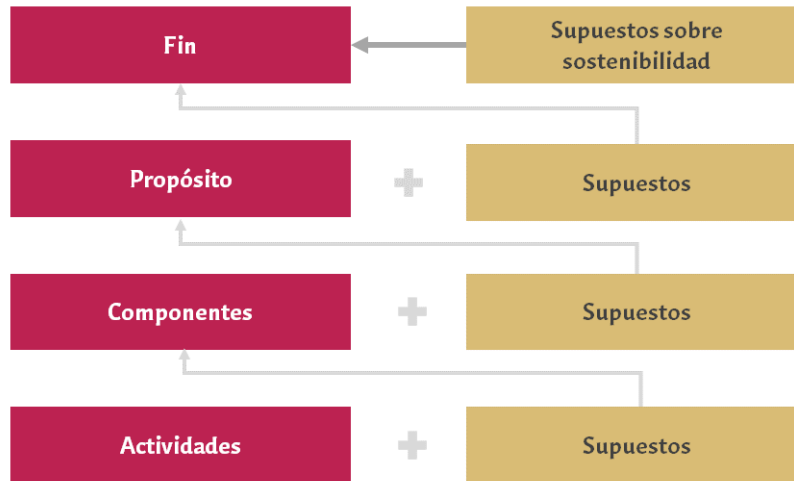 Fin
Supuestos sobre
sostenibilidad
Propósito
Supuestos
Componentes
Supuestos
Actividades
Supuestos